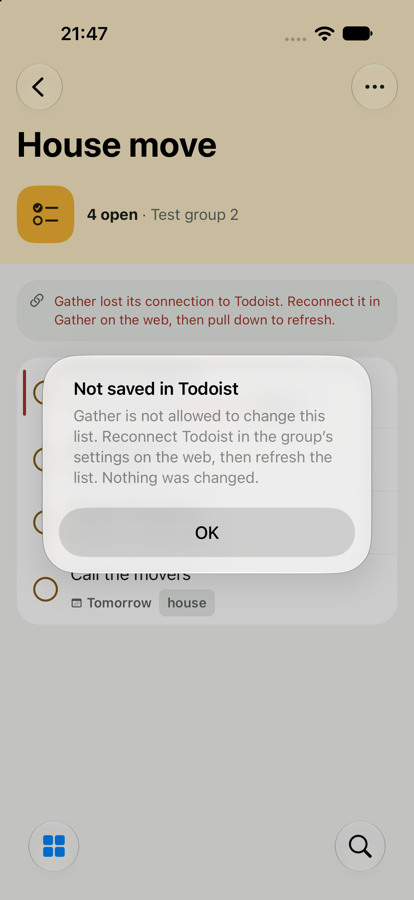 21:47
House move
4 open · Test group 2
Gather lost its connection to Todoist. Reconnect it in
Gather on the web, then pull down to refresh.
Not saved in Todoist
Gather is not allowed to change this
list. Reconnect Todoist in the group’s
settings on the web, then refresh the
list. Nothing was changed.
OK
Call the movers
Tomorrow house